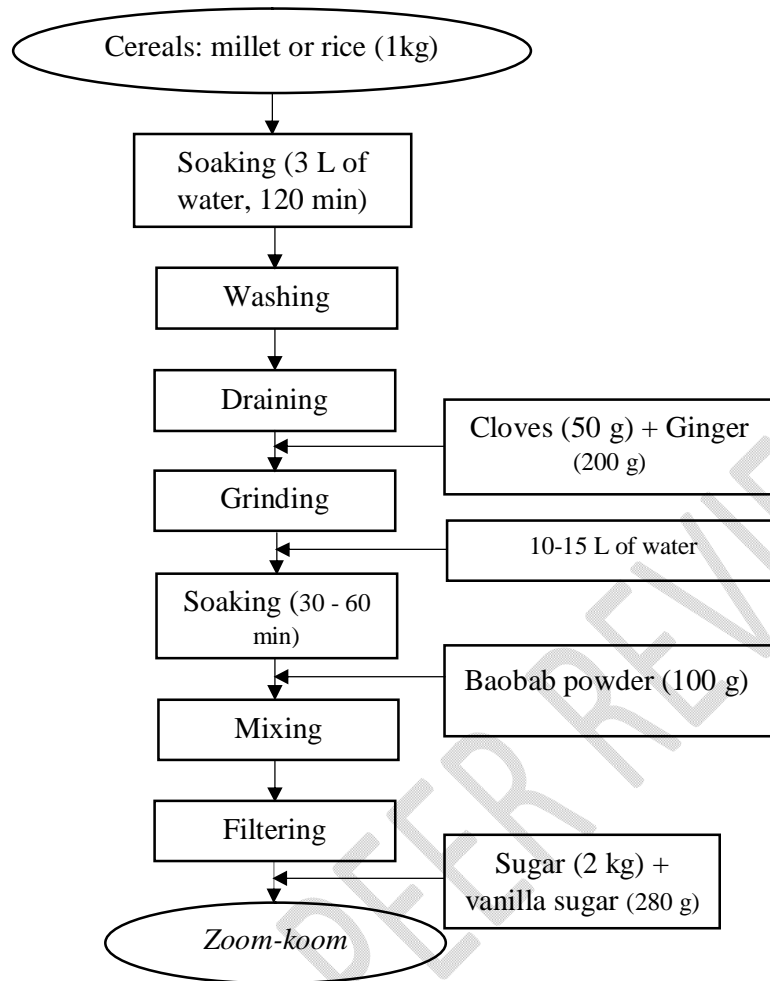 Cereals: millet or rice (1kg)
Soaking (3 L of
water, 120 min)
Washing
Draining
Cloves (50 g) + Ginger
(200 g)
Grinding
10-15 L of water
Soaking (30 - 60
min)
Baobab powder (100 g)
Mixing
Filtering
Sugar (2 kg) +
vanilla sugar (280 g)
Zoom-koom
PEER REVIE